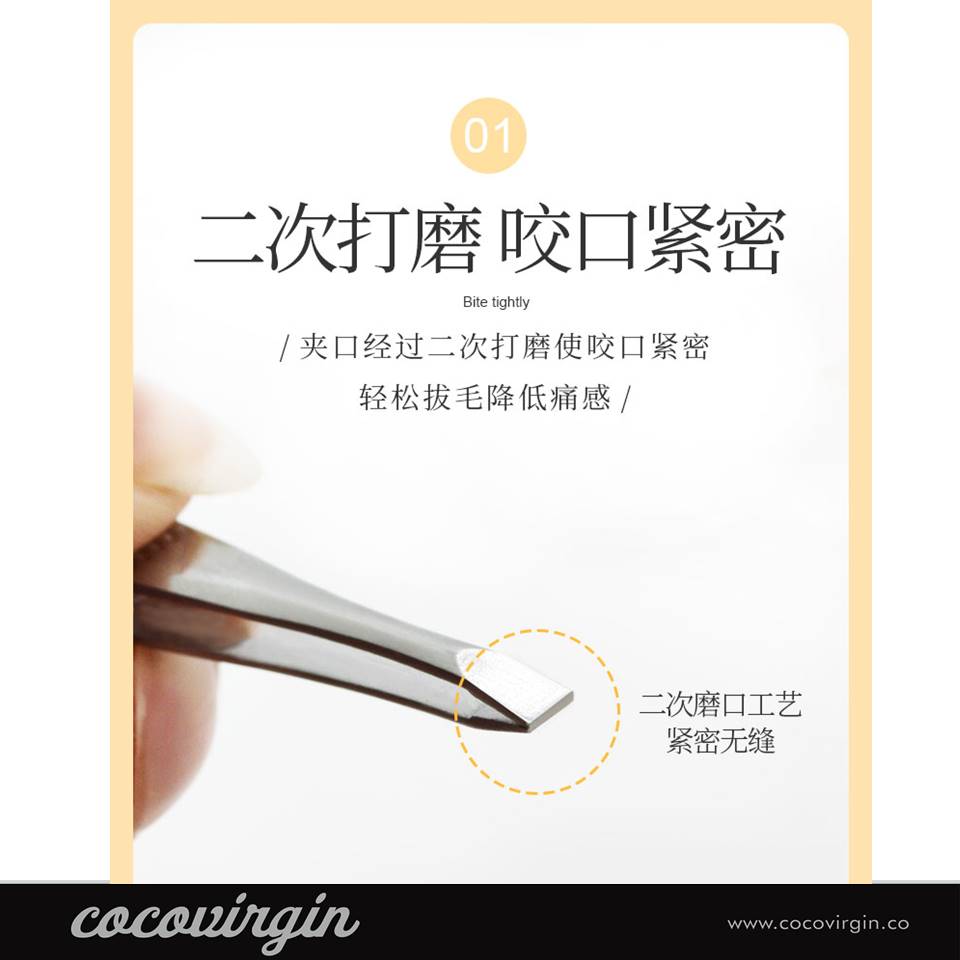 01
二次打磨 咬口紧密
Bite tightly
/ 夹口经过二次打磨使咬口紧密
轻松拔毛降低痛感 /
二次磨口工艺
紧密无缝
cocovirgin
www.cocovirgin.co